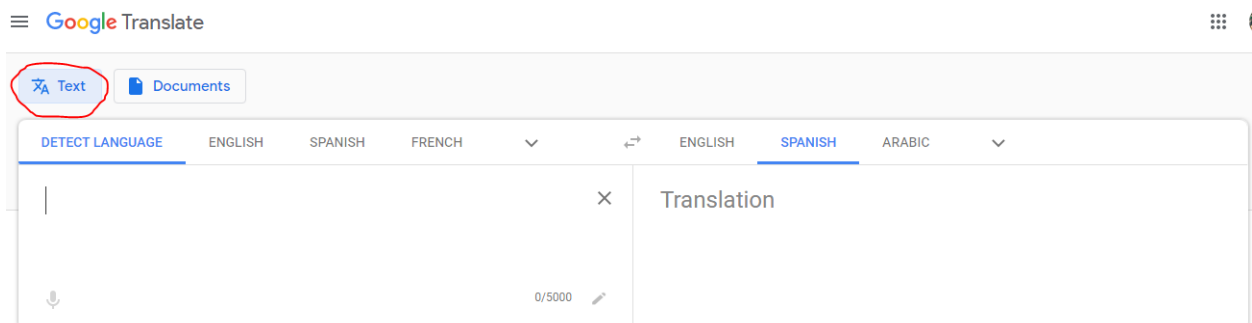 Google Translate
Text Documents
DETECT LANGUAGE ENGLISH SPANISH FRENCH ENGLISH SPANISH ARABIC
Translation
0/5000